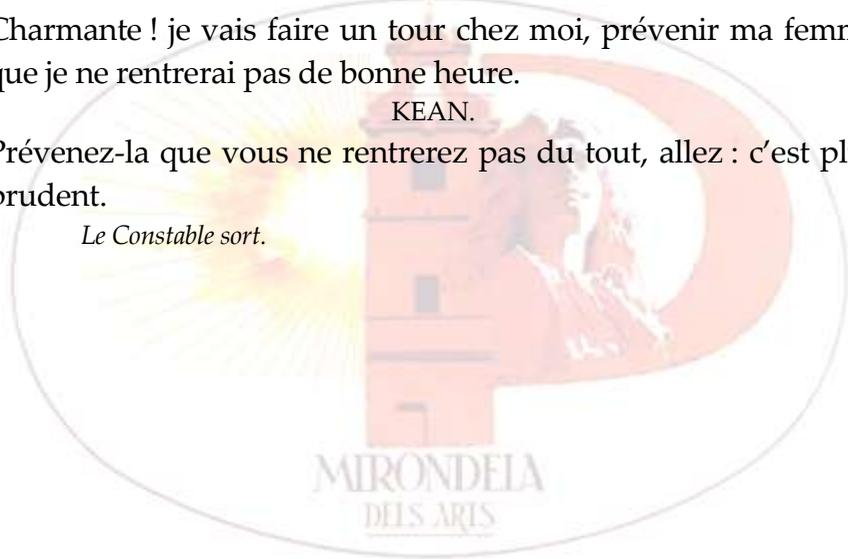 Charmante ! je vais faire un tour chez moi, prévenir ma femm
que je ne rentrerai pas de bonne heure.
KEAN.
Prévenez-la que vous ne rentrerez pas du tout, allez : c’est pl
prudent.
Le Constable sort.
MIRONDELA
DELS ARTS